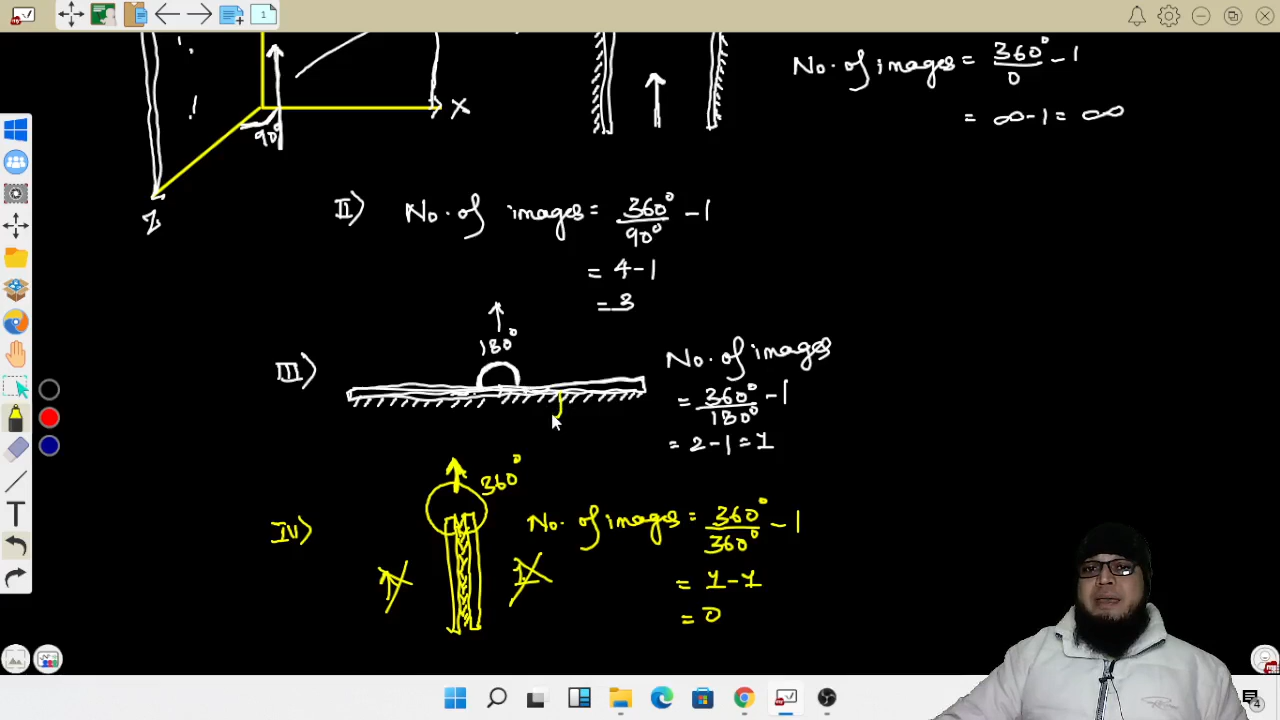 1
No. of images = 360°/0 - 1
= ∞ - 1 = ∞
90°
X
Z
II) No. of images = 360°/90° - 1
= 4 - 1
= 3
180°
III)
No. of images
= 360°/180° - 1
= 2 - 1 = 1
360°
IV) No. of images = 360°/360° - 1
= 1 - 1
= 0
T
4